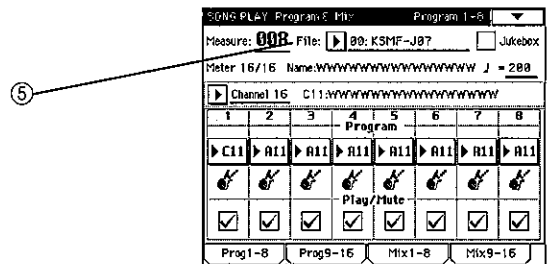 SONG PLAY Program & Mix Program 1-8
Measure: 008 File: 00: KSMF-J07 Jukebox
Meter 16/16 Name:WWWWWWWWWWWWWWWW ♩ = 200
⑤
Channel 16 C11:WWWWWWWWWWWWWWWW
1 2 3 4 5 6 7 8
Program
C11 A11 A11 A11 A11 A11 A11 A11
Play/Mute
Prog1-8 Prog9-16 Mix1-8 Mix9-16